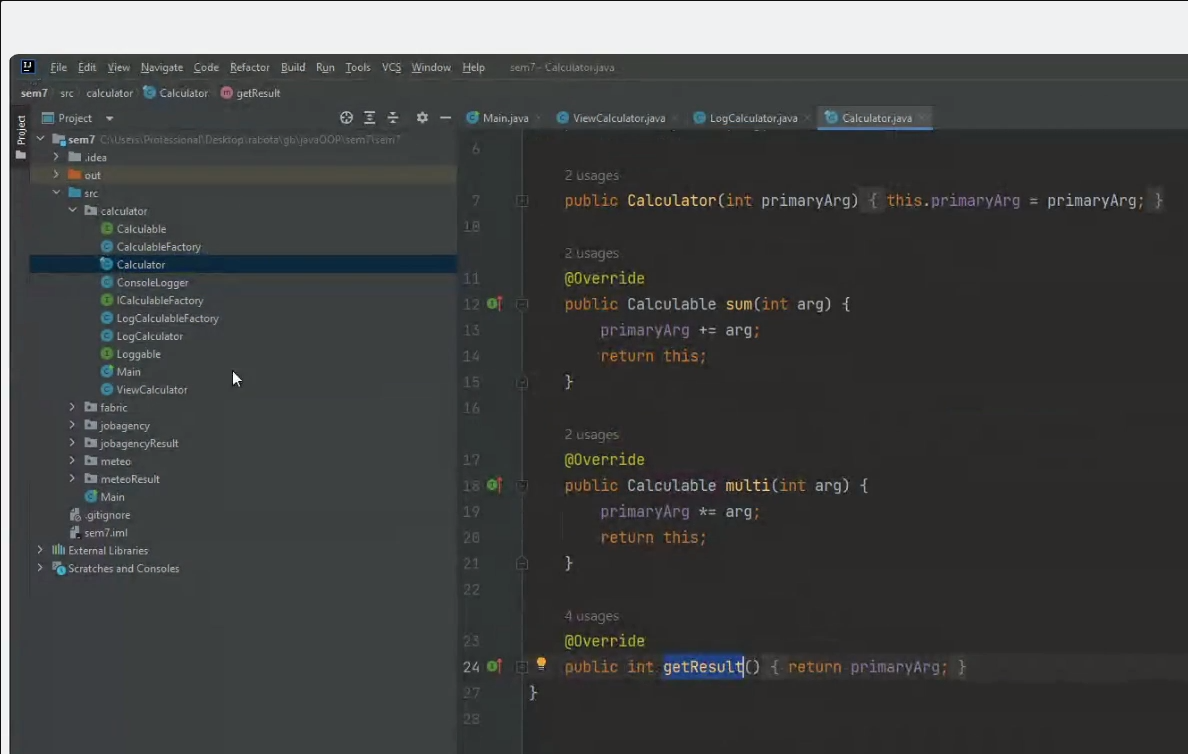 File Edit View Navigate Code Refactor Build Run Tools VCS Window Help sem7 - Calculator.java
sem7 src calculator Calculator getResult
Project
Project
Main.java ViewCalculator.java LogCalculator.java Calculator.java
sem7 C:\Users\Professional\Desktop\rabota\gb\javaOOP\sem7\sem7
.idea
out
src
calculator
Calculable
CalculableFactory
Calculator
ConsoleLogger
ICalculableFactory
LogCalculableFactory
LogCalculator
Loggable
Main
ViewCalculator
fabric
jobagency
jobagencyResult
meteo
meteoResult
Main
.gitignore
sem7.iml
External Libraries
Scratches and Consoles
6
2 usages
7 public Calculator(int primaryArg) { this.primaryArg = primaryArg; }
10
2 usages
11 @Override
12 public Calculable sum(int arg) {
13 primaryArg += arg;
14 return this;
15 }
16
2 usages
17 @Override
18 public Calculable multi(int arg) {
19 primaryArg *= arg;
20 return this;
21 }
22
4 usages
23 @Override
24 public int getResult() { return primaryArg; }
27 }
28